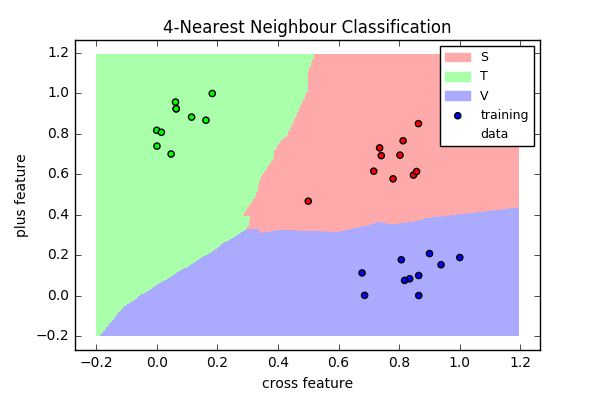 4-Nearest Neighbour Classification
plus feature
1.2
1.0
0.8
0.6
0.4
0.2
0.0
−0.2
S
T
V
training
data
−0.2
0.0
0.2
0.4
0.6
0.8
1.0
1.2
cross feature